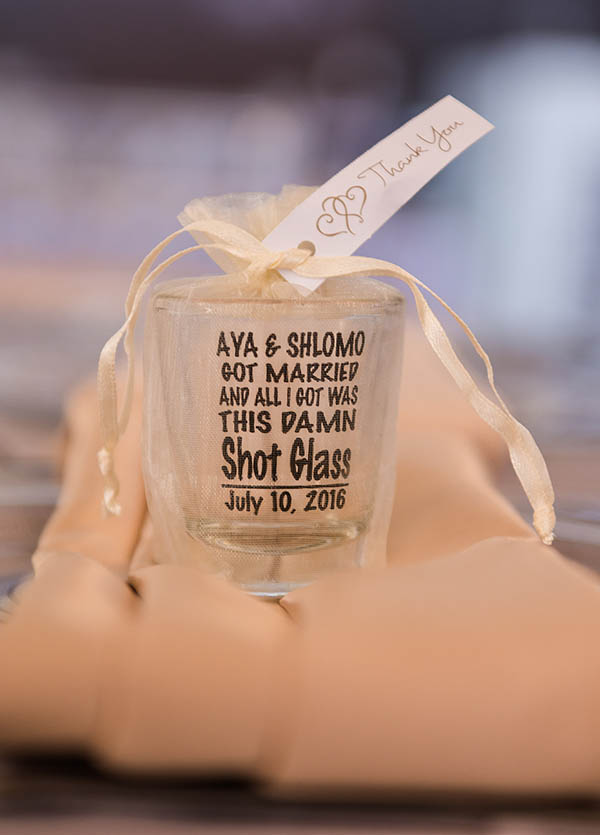 Thank You
AYA & SHLOMO
GOT MARRIED
AND ALL I GOT WAS
THIS DAMN
Shot Glass
July 10, 2016